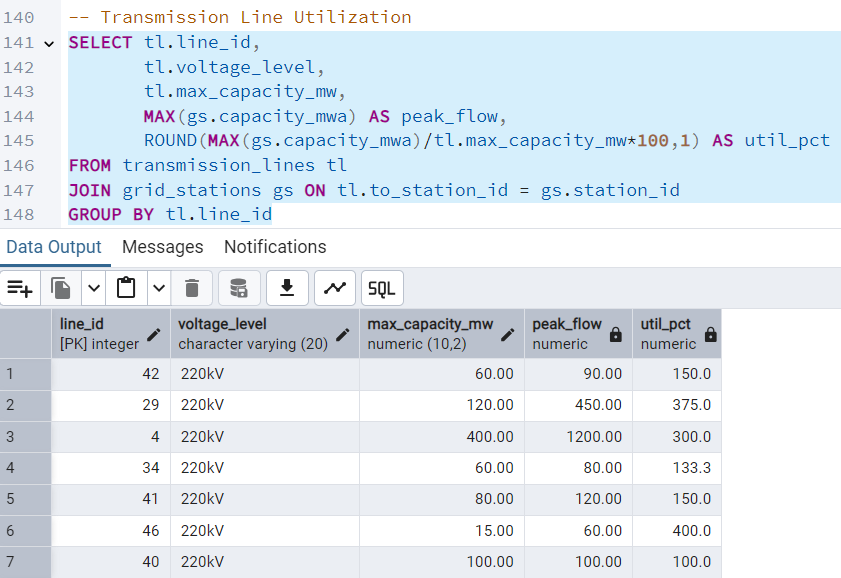 140 -- Transmission Line Utilization
141 SELECT tl.line_id,
142 tl.voltage_level,
143 tl.max_capacity_mw,
144 MAX(gs.capacity_mwa) AS peak_flow,
145 ROUND(MAX(gs.capacity_mwa)/tl.max_capacity_mw*100,1) AS util_pct
146 FROM transmission_lines tl
147 JOIN grid_stations gs ON tl.to_station_id = gs.station_id
148 GROUP BY tl.line_id
Data Output Messages Notifications
SQL
line_id voltage_level max_capacity_mw peak_flow util_pct
[PK] integer character varying (20) numeric (10,2) numeric numeric
1 42 220kV 60.00 90.00 150.0
2 29 220kV 120.00 450.00 375.0
3 4 220kV 400.00 1200.00 300.0
4 34 220kV 60.00 80.00 133.3
5 41 220kV 80.00 120.00 150.0
6 46 220kV 15.00 60.00 400.0
7 40 220kV 100.00 100.00 100.0